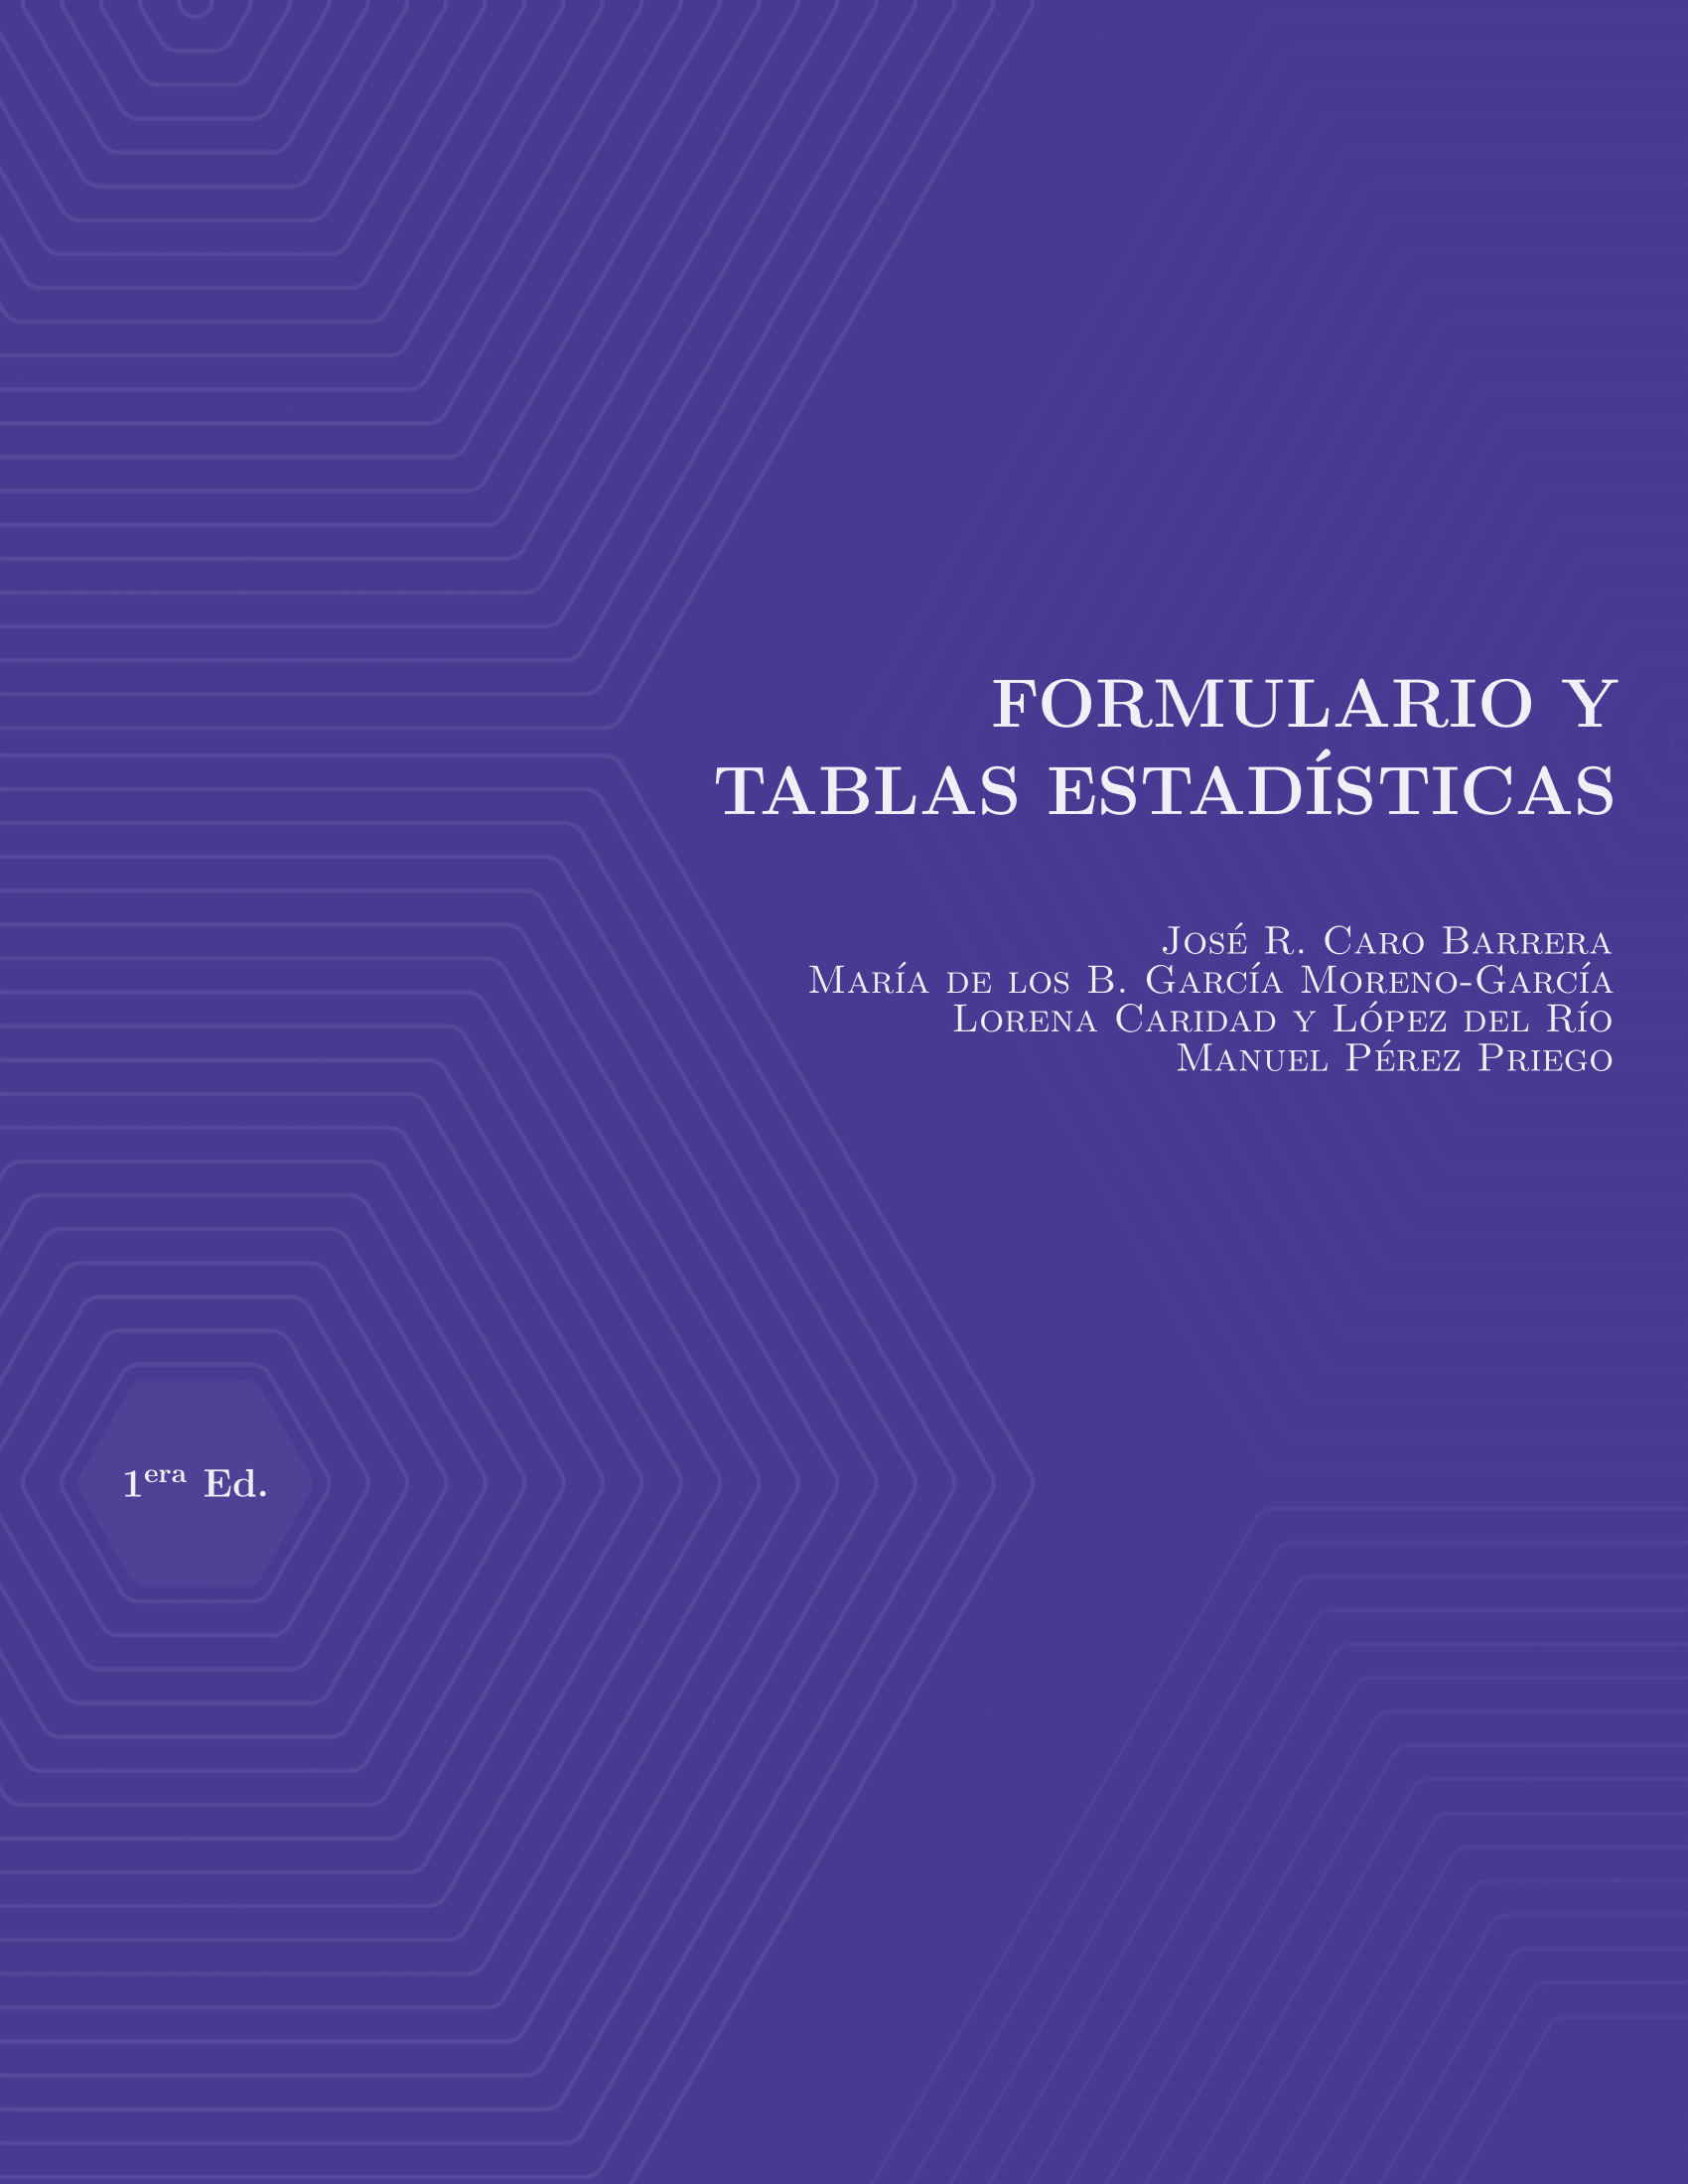 FORMULARIO Y
TABLAS ESTADÍSTICAS
José R. Caro Barrera
María de los B. García Moreno-García
Lorena Caridad y López del Río
Manuel Pérez Priego
1era Ed.